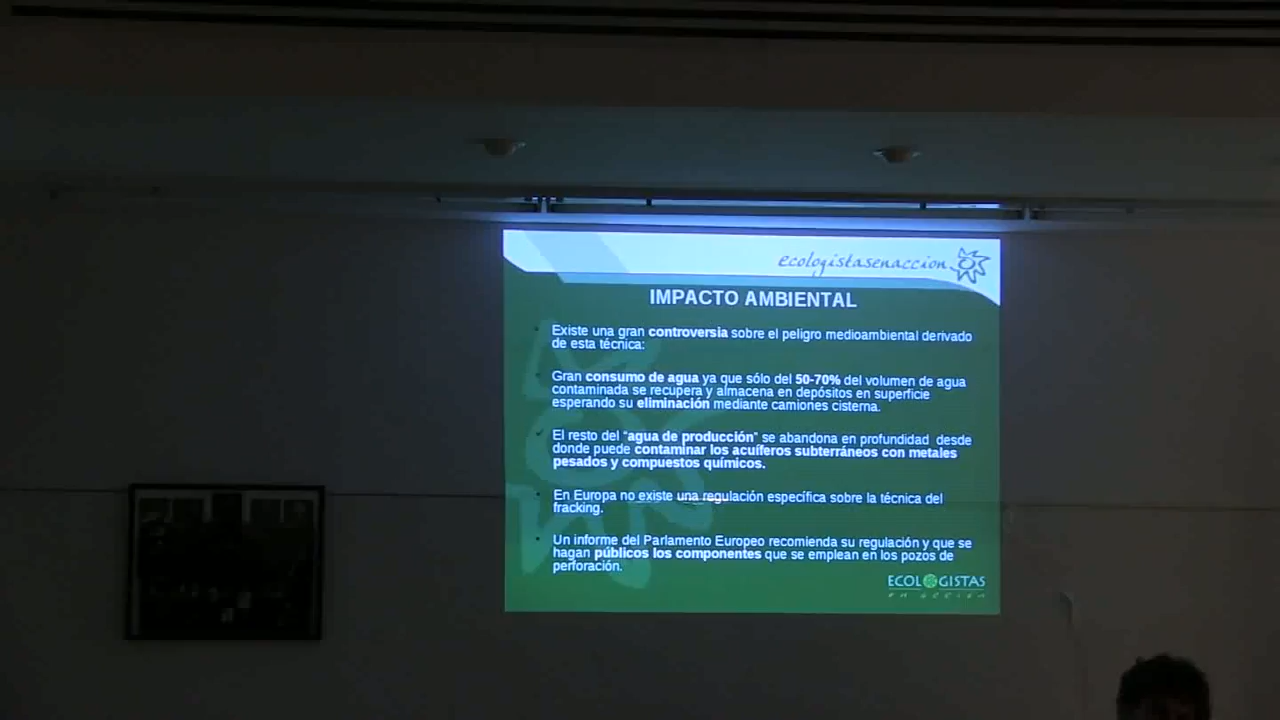 ecologistasenaccion
IMPACTO AMBIENTAL
Existe una gran controversia sobre el peligro medioambiental derivado
de esta técnica:
Gran consumo de agua ya que sólo del 50-70% del volumen de agua
contaminada se recupera y almacena en depósitos en superficie
esperando su eliminación mediante camiones cisterna.
El resto del "agua de producción" se abandona en profundidad desde
donde puede contaminar los acuíferos subterráneos con metales
pesados y compuestos químicos.
En Europa no existe una regulación específica sobre la técnica del
fracking.
Un informe del Parlamento Europeo recomienda su regulación y que se
hagan públicos los componentes que se emplean en los pozos de
perforación.
ECOLOGISTAS
en acción